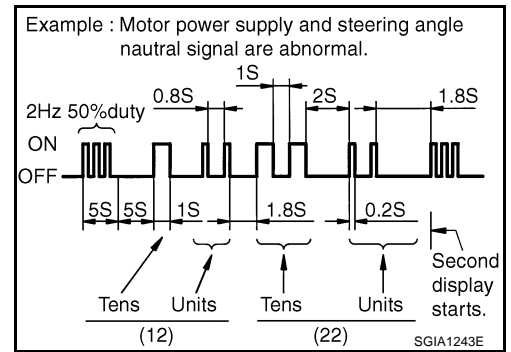 Example : Motor power supply and steering angle
nautral signal are abnormal.
1S
0.8S
2S
1.8S
2Hz 50%duty
ON
OFF
5S
5S
1S
1.8S
0.2S
Second
display
starts.
Tens
Units
Tens
Units
(12)
(22)
SGIA1243E